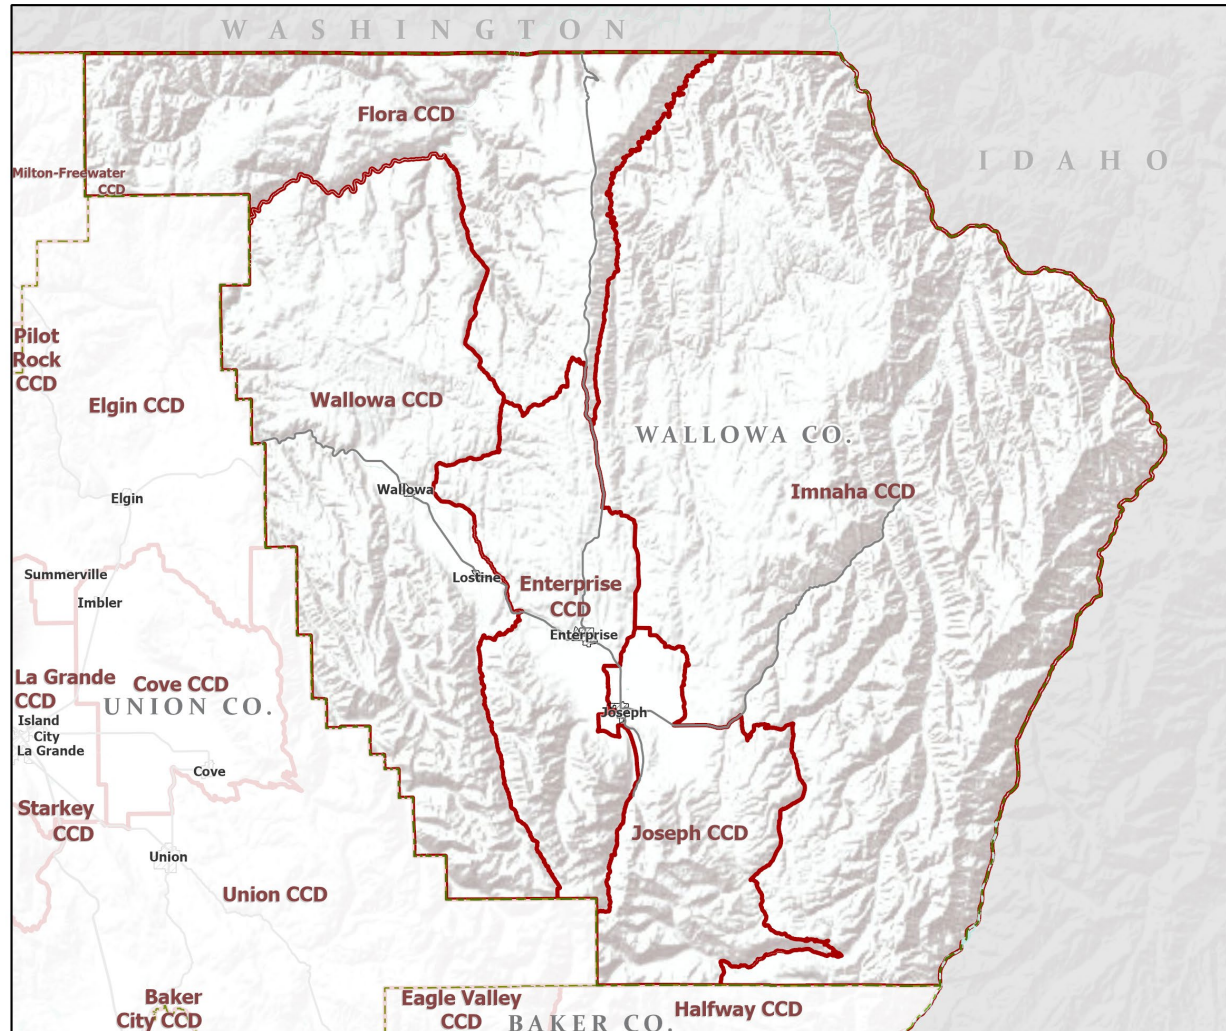 WASHINGTON
Flora CCD
IDAHO
Milton-Freewater
CCD
Pilot
Rock
CCD
Elgin CCD
Wallowa CCD
WALLOWA CO.
Wallowa
Imnaha CCD
Elgin
Summerville
Lostine
Enterprise
CCD
Imbler
Enterprise
La Grande
CCD
Cove CCD
UNION CO.
Joseph
Island
City
La Grande
Cove
Starkey
CCD
Joseph CCD
Union
Union CCD
Baker
City CCD
Eagle Valley
CCD
Halfway CCD
BAKER CO.